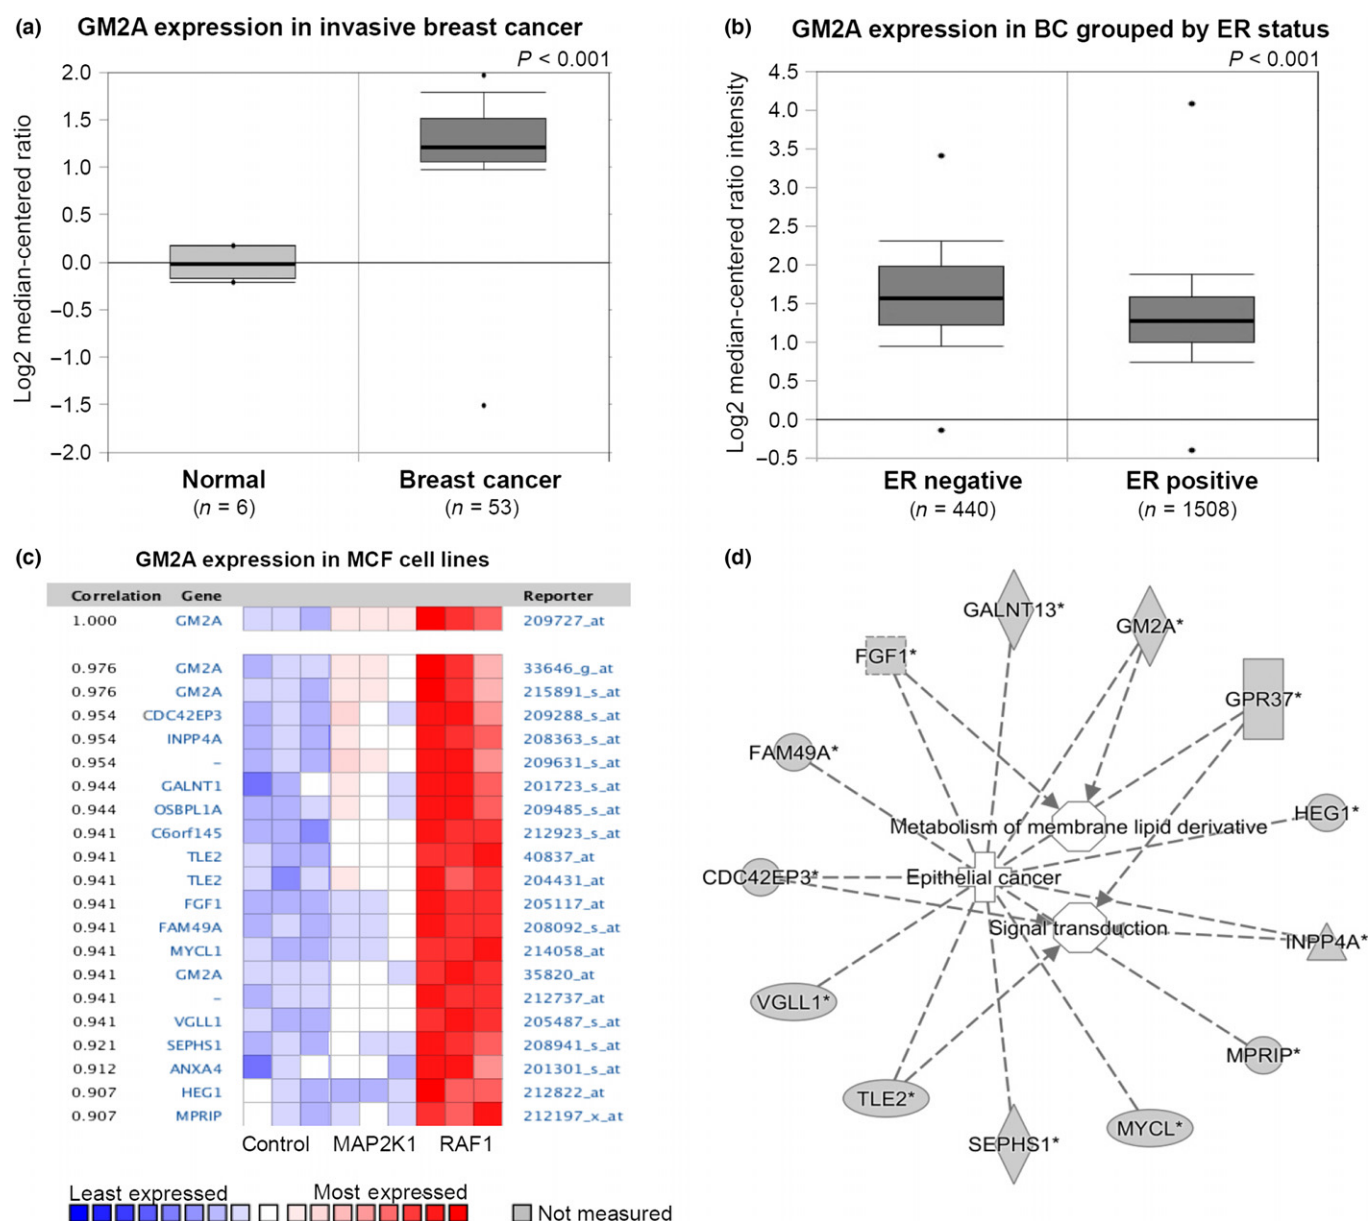 (a) GM2A expression in invasive breast cancer
P < 0.001
Log2 median-centered ratio
2.0
1.5
1.0
0.5
0.0
−0.5
−1.0
−1.5
−2.0
Normal
(n = 6)
Breast cancer
(n = 53)
(b) GM2A expression in BC grouped by ER status
P < 0.001
Log2 median-centered ratio intensity
4.5
4.0
3.5
3.0
2.5
2.0
1.5
1.0
0.5
0.0
−0.5
ER negative
(n = 440)
ER positive
(n = 1508)
(c) GM2A expression in MCF cell lines
Correlation Gene Reporter
1.000 GM2A 209727_at
0.976 GM2A 33646_g_at
0.976 GM2A 215891_s_at
0.954 CDC42EP3 209288_s_at
0.954 INPP4A 208363_s_at
0.954 – 209631_s_at
0.944 GALNT1 201723_s_at
0.944 OSBPL1A 209485_s_at
0.941 C6orf145 212923_s_at
0.941 TLE2 40837_at
0.941 TLE2 204431_at
0.941 FGF1 205117_at
0.941 FAM49A 208092_s_at
0.941 MYCL1 214058_at
0.941 GM2A 35820_at
0.941 – 212737_at
0.941 VGLL1 205487_s_at
0.921 SEPHS1 208941_s_at
0.912 ANXA4 201301_s_at
0.907 HEG1 212822_at
0.907 MPRIP 212197_x_at
Control MAP2K1 RAF1
Least expressed Most expressed
Not measured
(d)
GALNT13*
GM2A*
FGF1*
GPR37*
FAM49A*
HEG1*
Metabolism of membrane lipid derivative
CDC42EP3*
Epithelial cancer
Signal transduction
INPP4A*
VGLL1*
MPRIP*
TLE2*
MYCL*
SEPHS1*